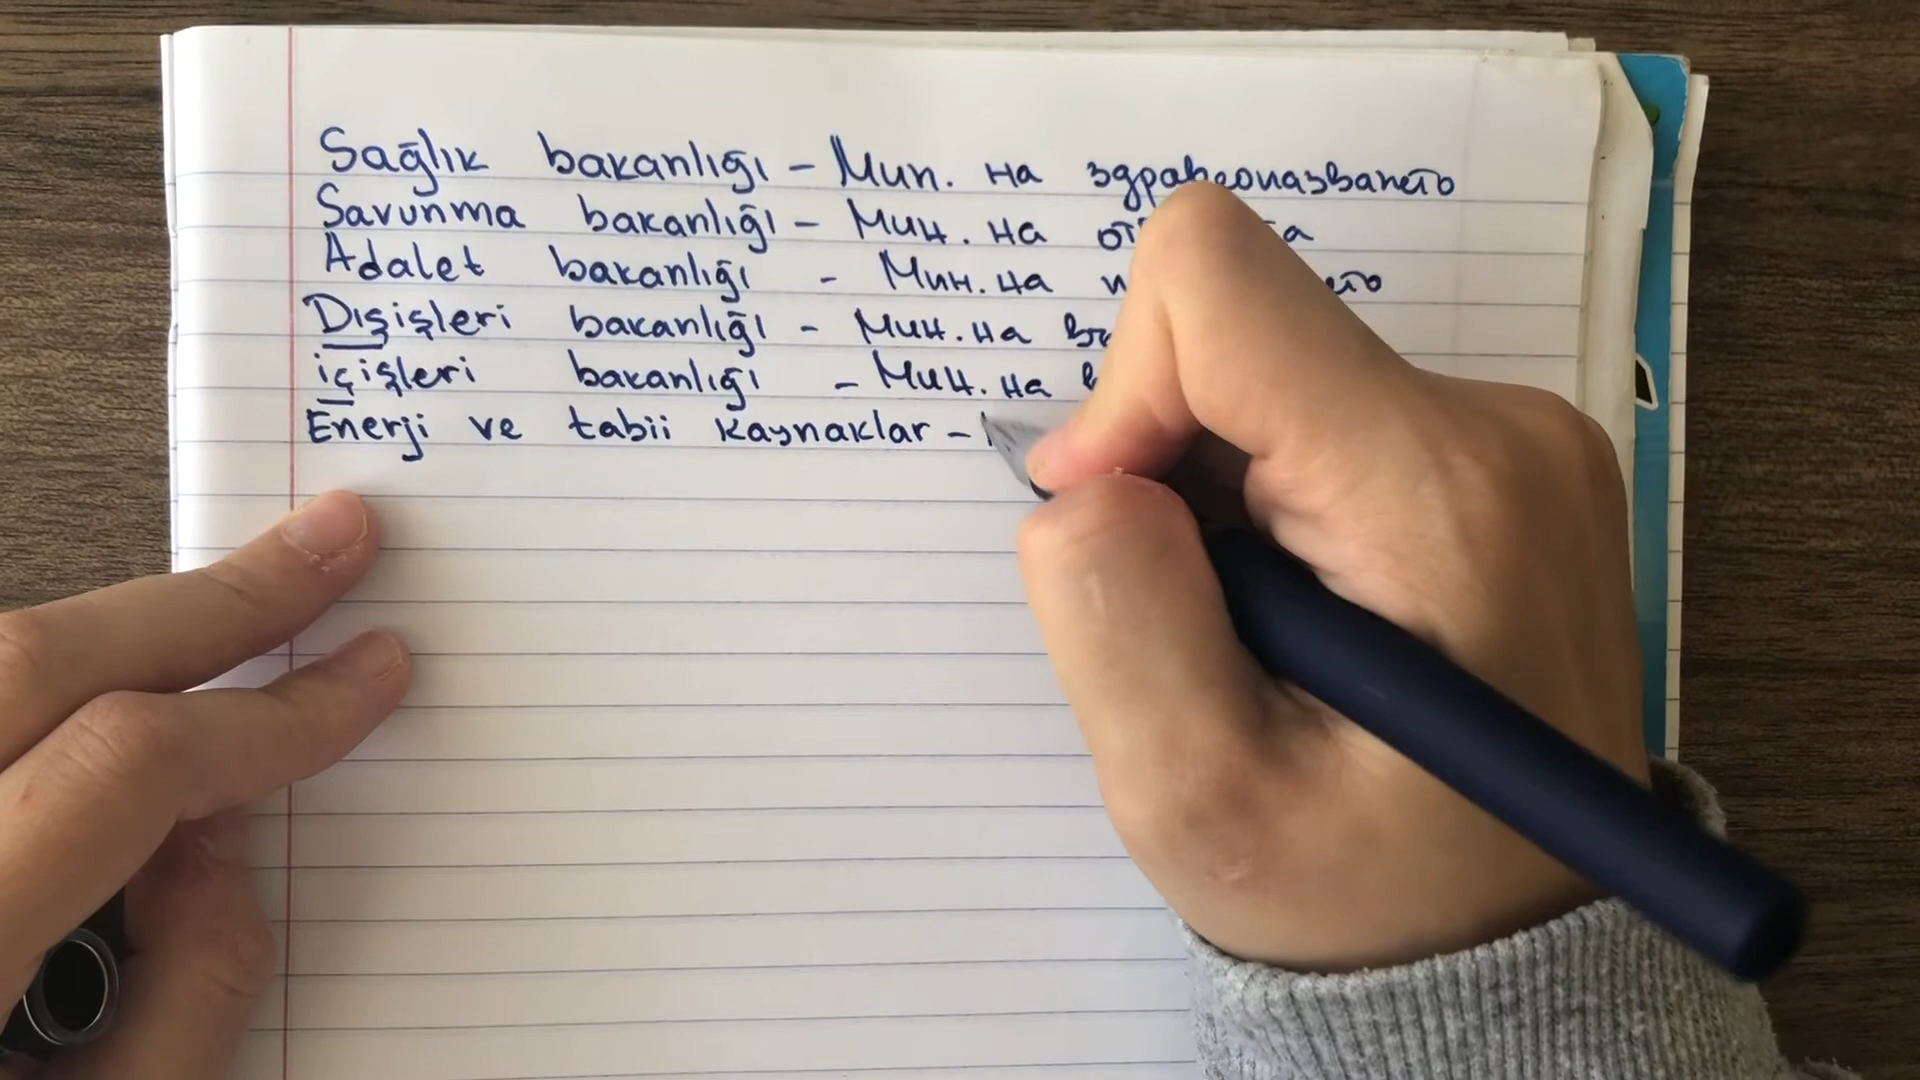 Sağlık bakanlığı – Мин. на здравеопазването
Savunma bakanlığı – Мин. на
Adalet bakanlığı – Мин. на
Dışişleri bakanlığı – Мин. на
içişleri bakanlığı – Мин. на
Enerji ve tabii kaynaklar –